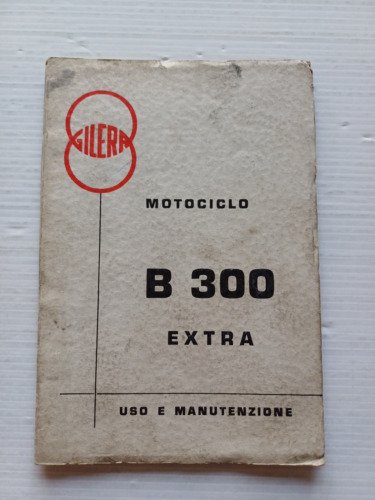 GILERA
MOTOCICLO
B 300
EXTRA
USO E MANUTENZIONE